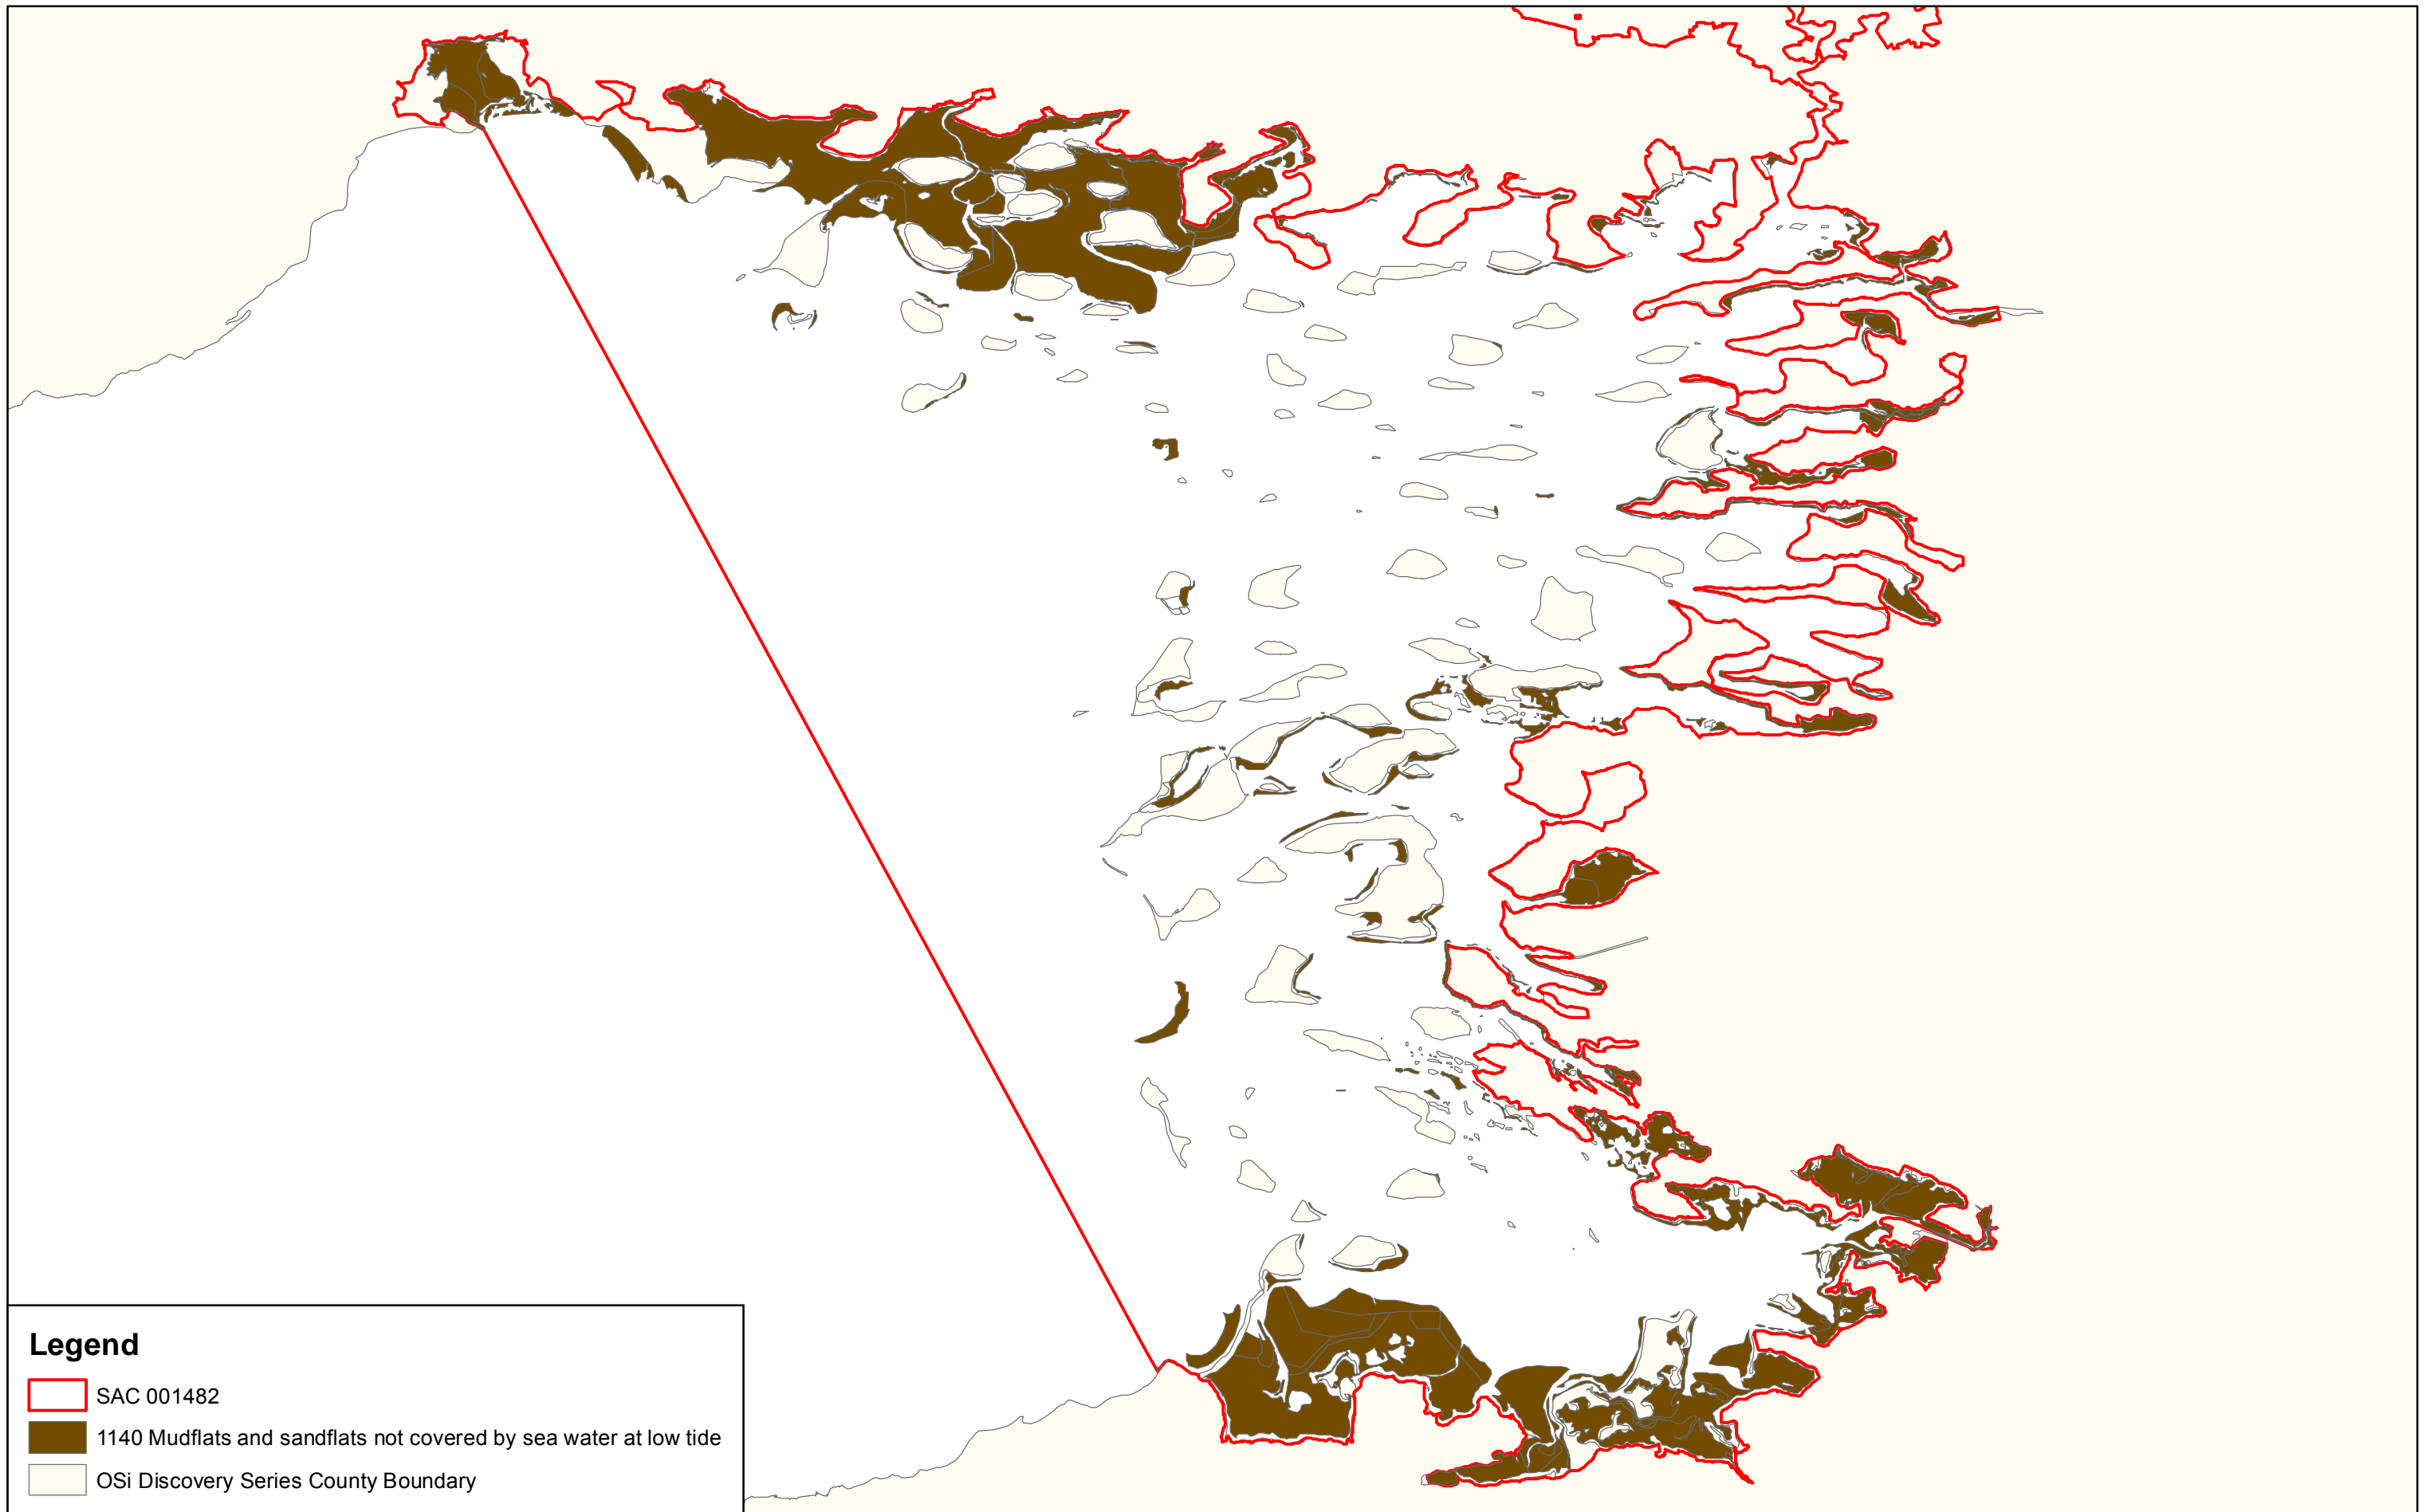 Legend
SAC 001482
1140 Mudflats and sandflats not covered by sea water at low tide
OSi Discovery Series County Boundary